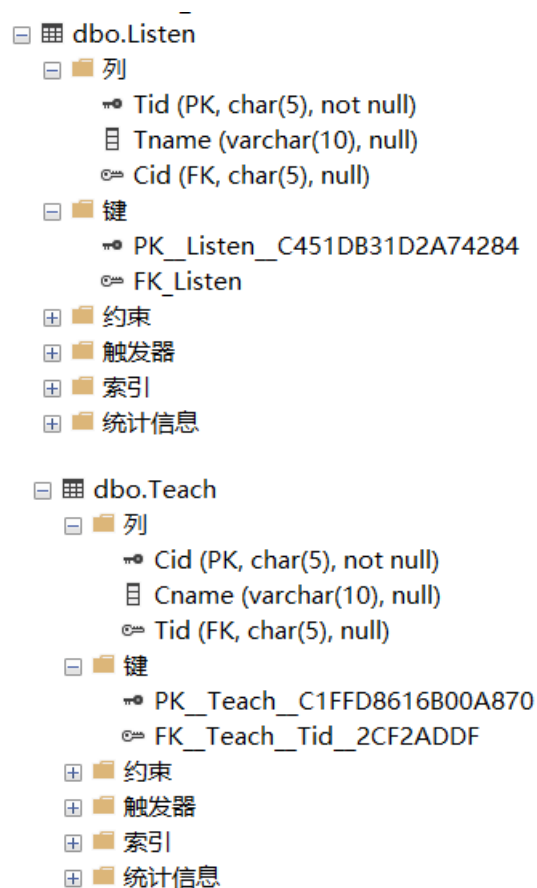 dbo.Listen
列
Tid (PK, char(5), not null)
Tname (varchar(10), null)
Cid (FK, char(5), null)
键
PK__Listen__C451DB31D2A74284
FK_Listen
约束
触发器
索引
统计信息
dbo.Teach
列
Cid (PK, char(5), not null)
Cname (varchar(10), null)
Tid (FK, char(5), null)
键
PK__Teach__C1FFD8616B00A870
FK__Teach__Tid__2CF2ADDF
约束
触发器
索引
统计信息